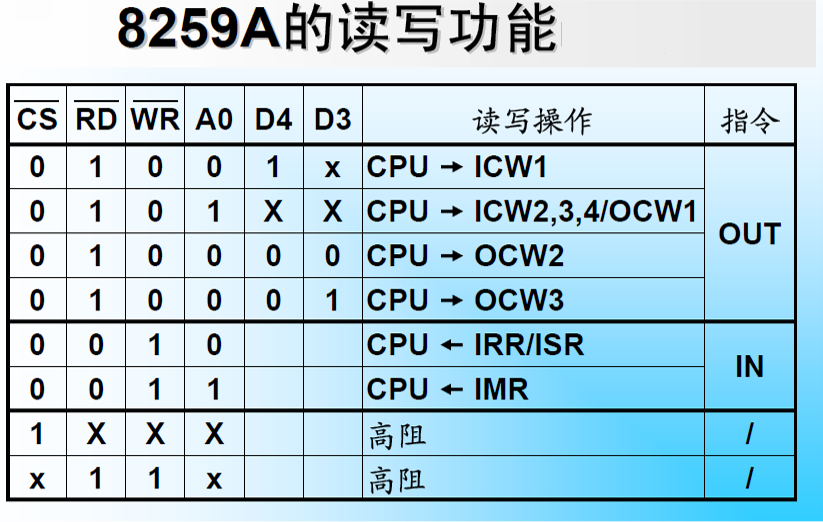 8259A的读写功能
CS RD WR A0 D4 D3 读写操作 指令
0 1 0 0 1 x CPU → ICW1
0 1 0 1 X X CPU → ICW2,3,4/OCW1
OUT
0 1 0 0 0 0 CPU → OCW2
0 1 0 0 0 1 CPU → OCW3
0 0 1 0 CPU ← IRR/ISR
IN
0 0 1 1 CPU ← IMR
1 X X X 高阻 /
x 1 1 x 高阻 /